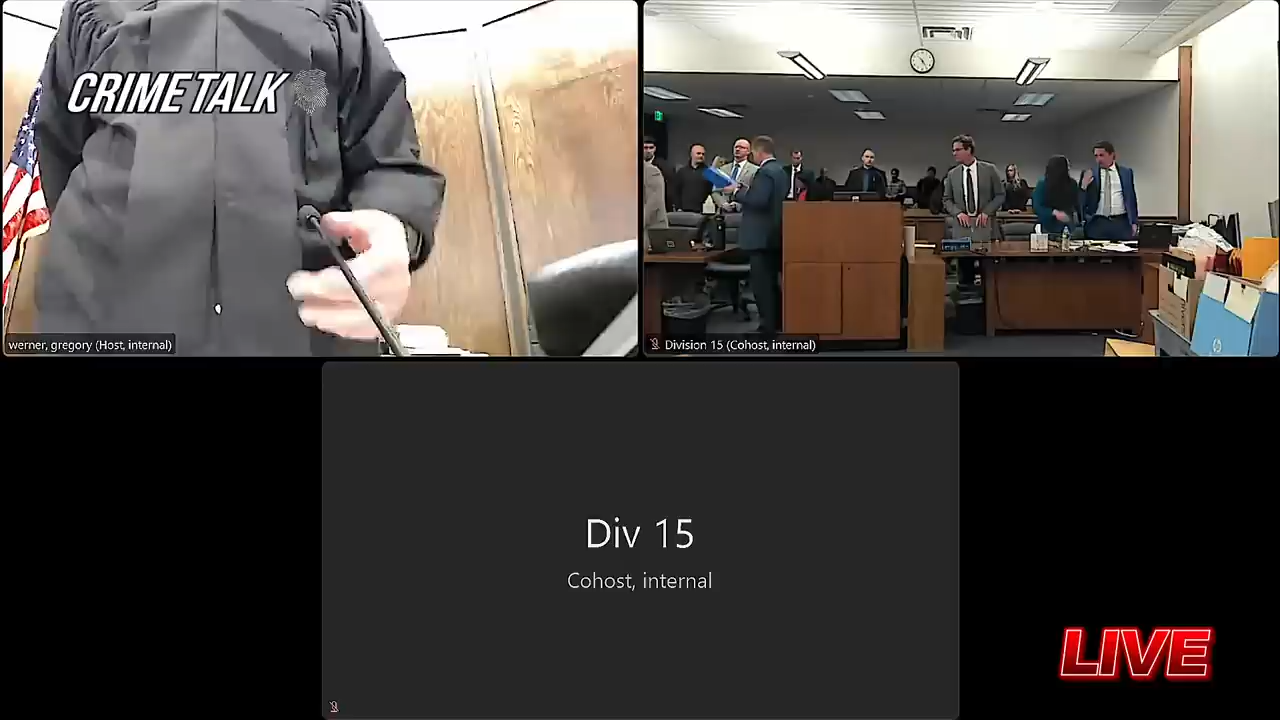 CRIME TALK
werner, gregory (Host, internal)
Division 15 (Cohost, internal)
Div 15
Cohost, internal
LIVE